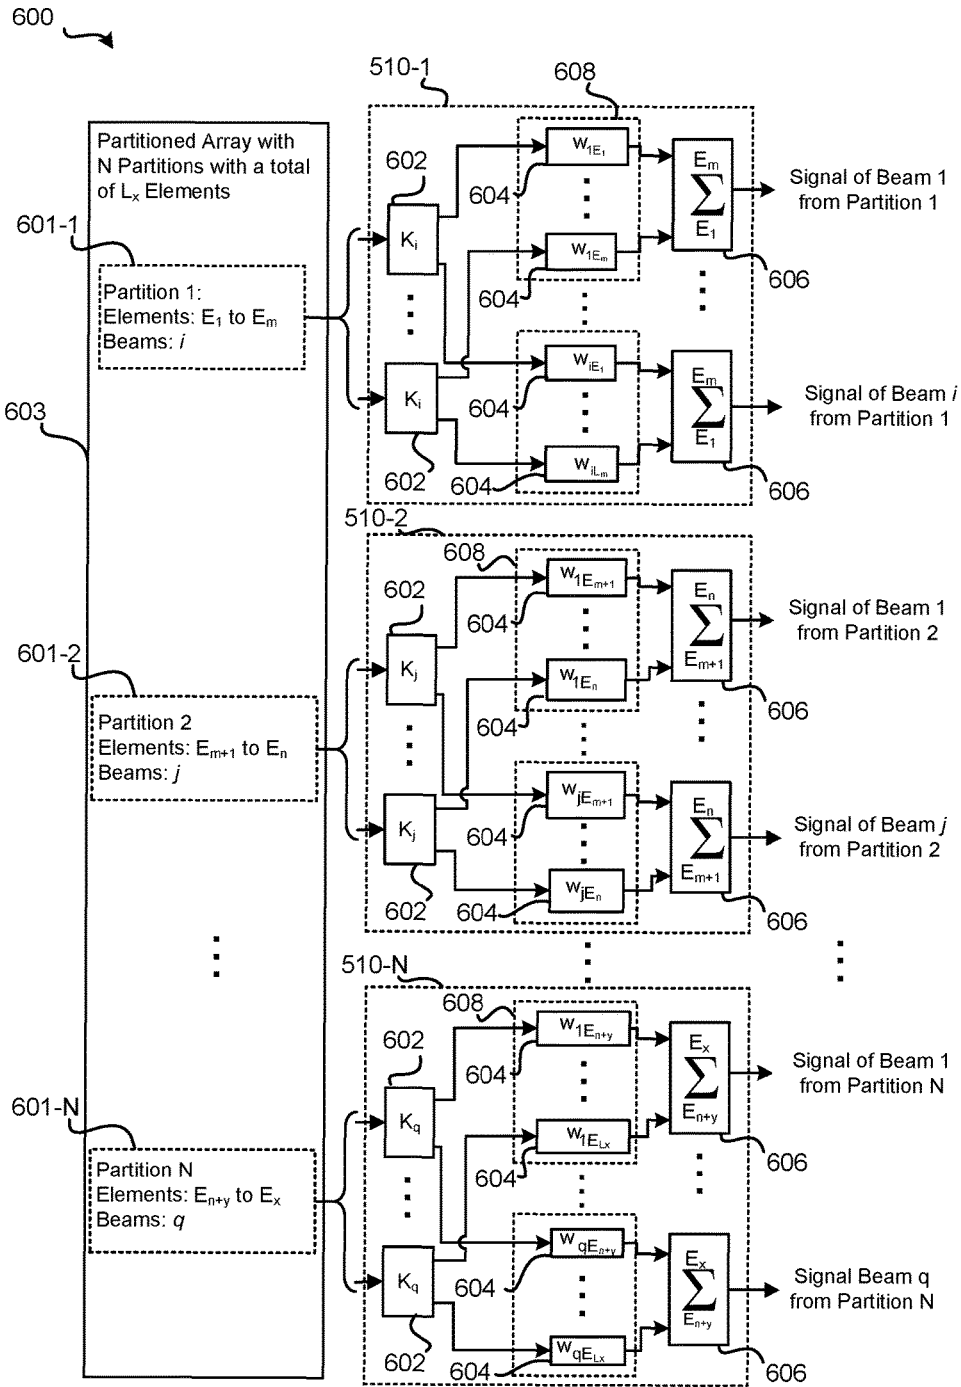 600
510-1
608
Partitioned Array with
N Partitions with a total
of Lx Elements
602
w1E1
Em
Σ
E1
Signal of Beam 1
from Partition 1
604
601-1
Ki
w1Em
604
606
Partition 1:
Elements: E1 to Em
Beams: i
wiE1
604
Em
Σ
E1
Signal of Beam i
from Partition 1
Ki
603
602
604
wiLm
606
510-2
608
602
w1Em+1
604
En
Σ
Em+1
Signal of Beam 1
from Partition 2
601-2
Kj
w1En
604
606
Partition 2
Elements: Em+1 to En
Beams: j
wjEm+1
604
En
Σ
Em+1
Signal of Beam j
from Partition 2
Kj
602
604
wjEn
606
510-N
608
602
w1En+y
604
Ex
Σ
En+y
Signal of Beam 1
from Partition N
601-N
Kq
w1ELx
604
606
Partition N
Elements: En+y to Ex
Beams: q
wqEn+y
604
Ex
Σ
En+y
Signal Beam q
from Partition N
Kq
602
604
wqELx
606